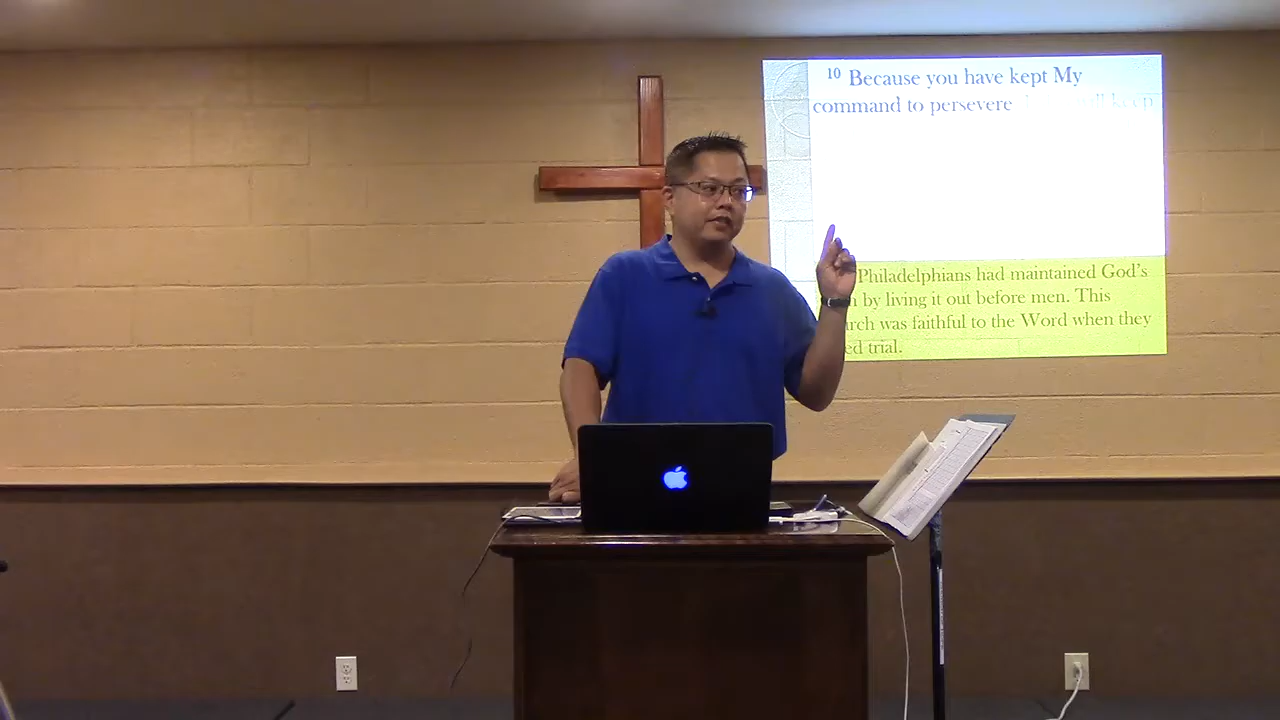 10 Because you have kept My
command to persevere
keep
Philadelphians had maintained God's
by living it out before men. This
was faithful to the Word when they
trial.